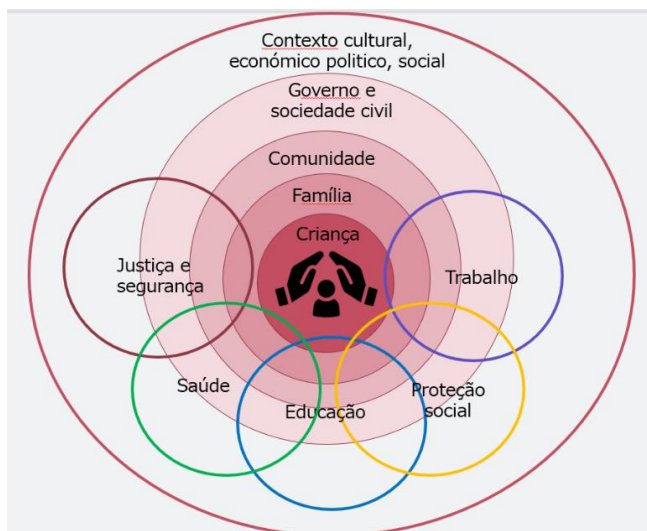 Contexto cultural,
económico politico, social
Governo e
sociedade civil
Comunidade
Família
Criança
Justiça e
segurança
Trabalho
Saúde
Educação
Proteção
social